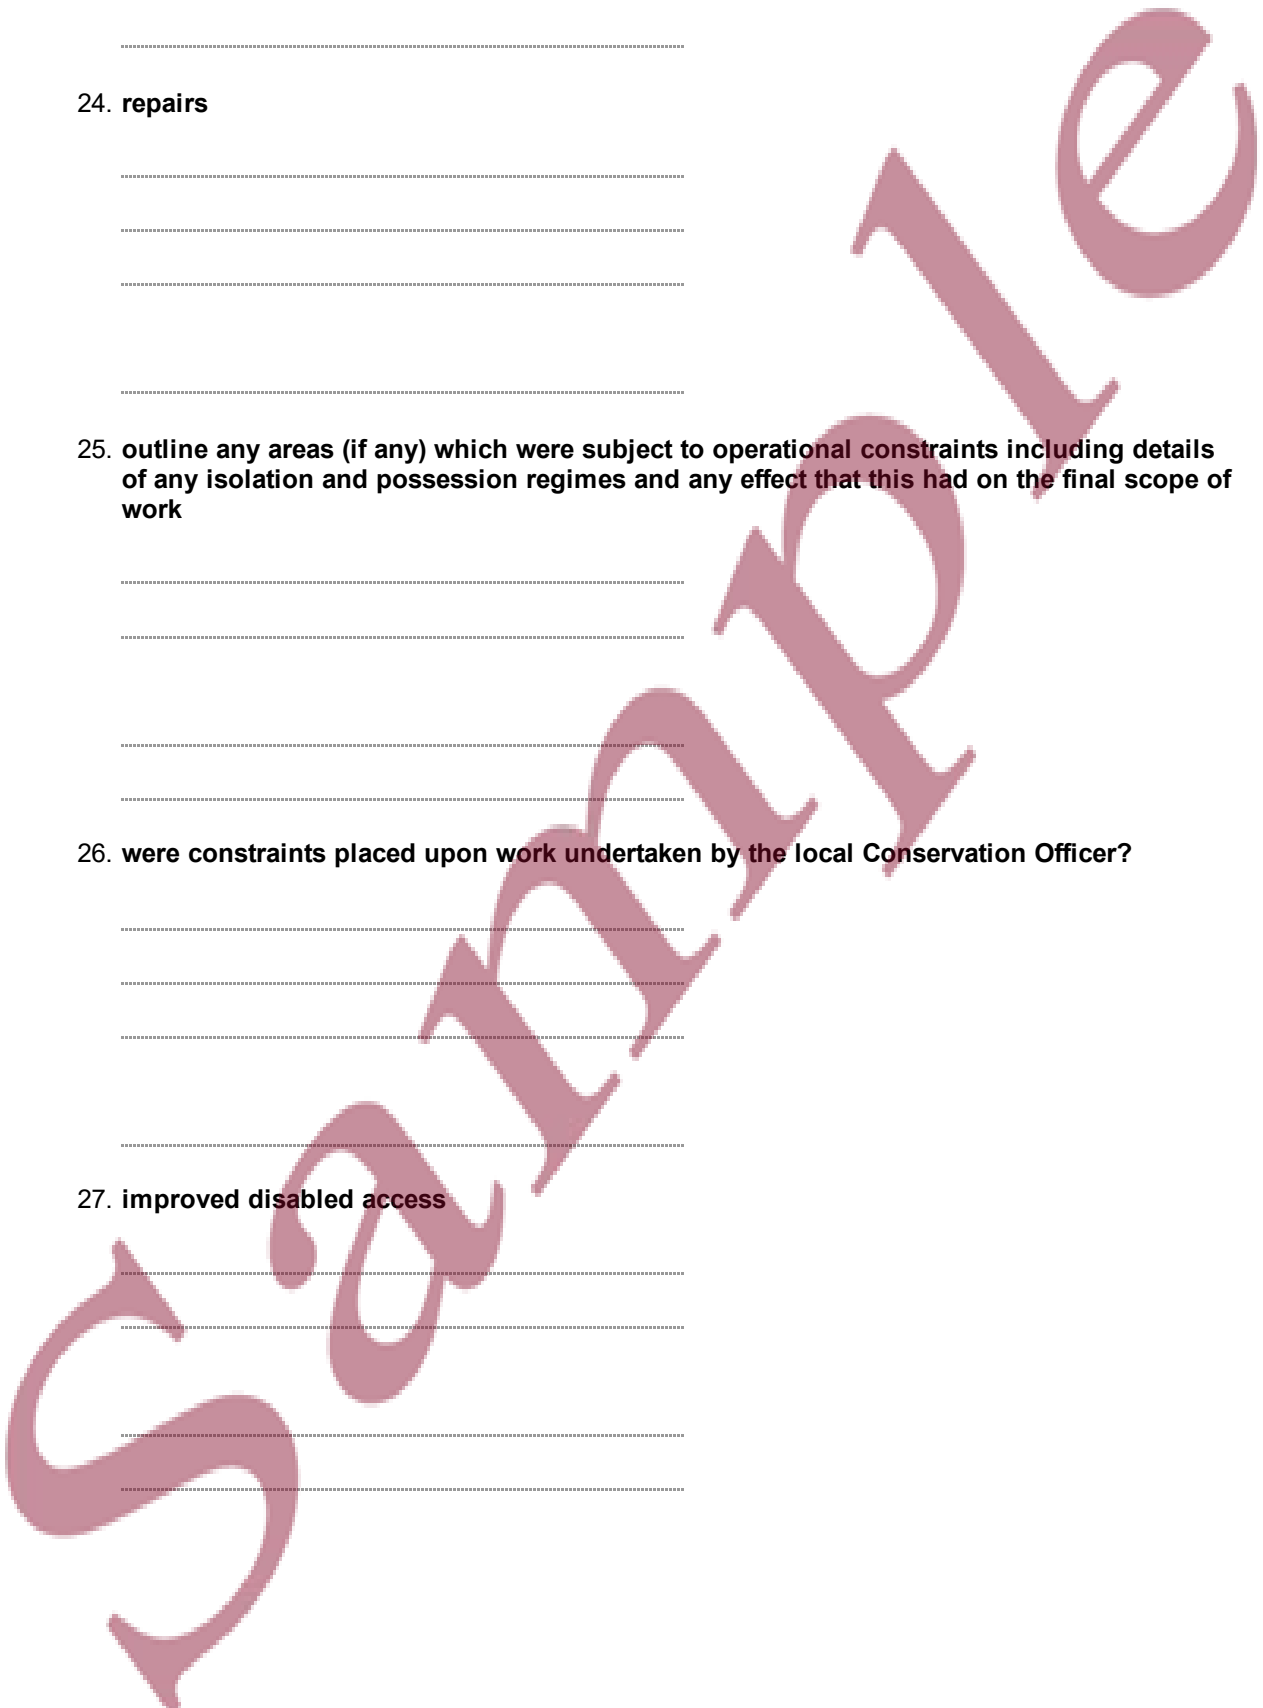 24. repairs
25. outline any areas (if any) which were subject to operational constraints including details
of any isolation and possession regimes and any effect that this had on the final scope of
work
26. were constraints placed upon work undertaken by the local Conservation Officer?
27. improved disabled access
Sample